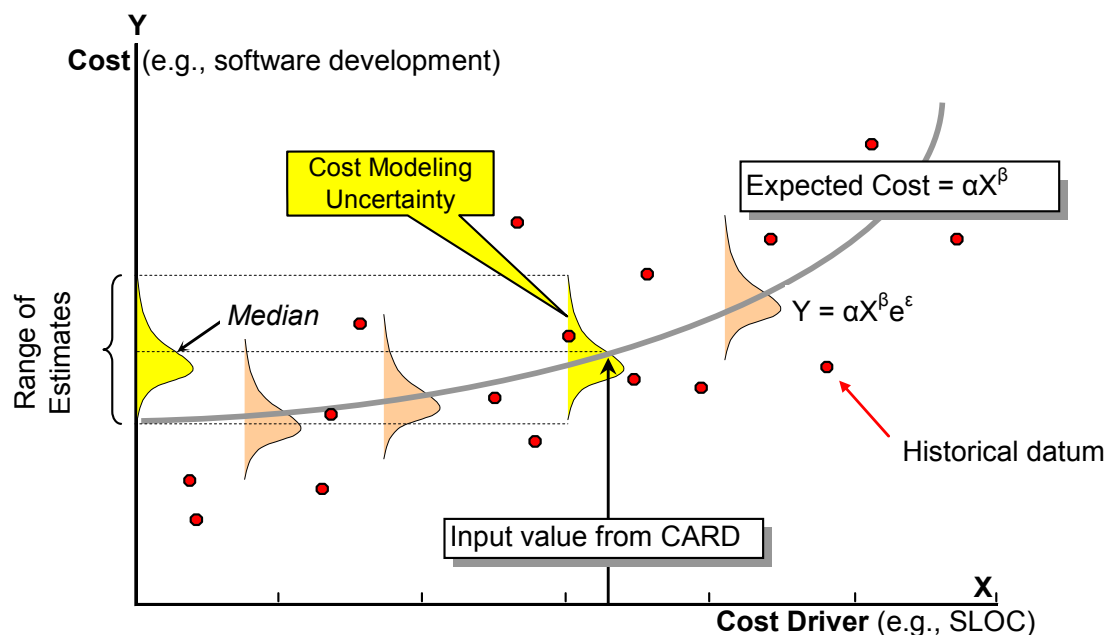 Y
Cost (e.g., software development)
Cost Modeling
Uncertainty
Expected Cost = αX^β
Range of
Estimates
Median
Y = αX^βe^ε
Historical datum
Input value from CARD
X
Cost Driver (e.g., SLOC)